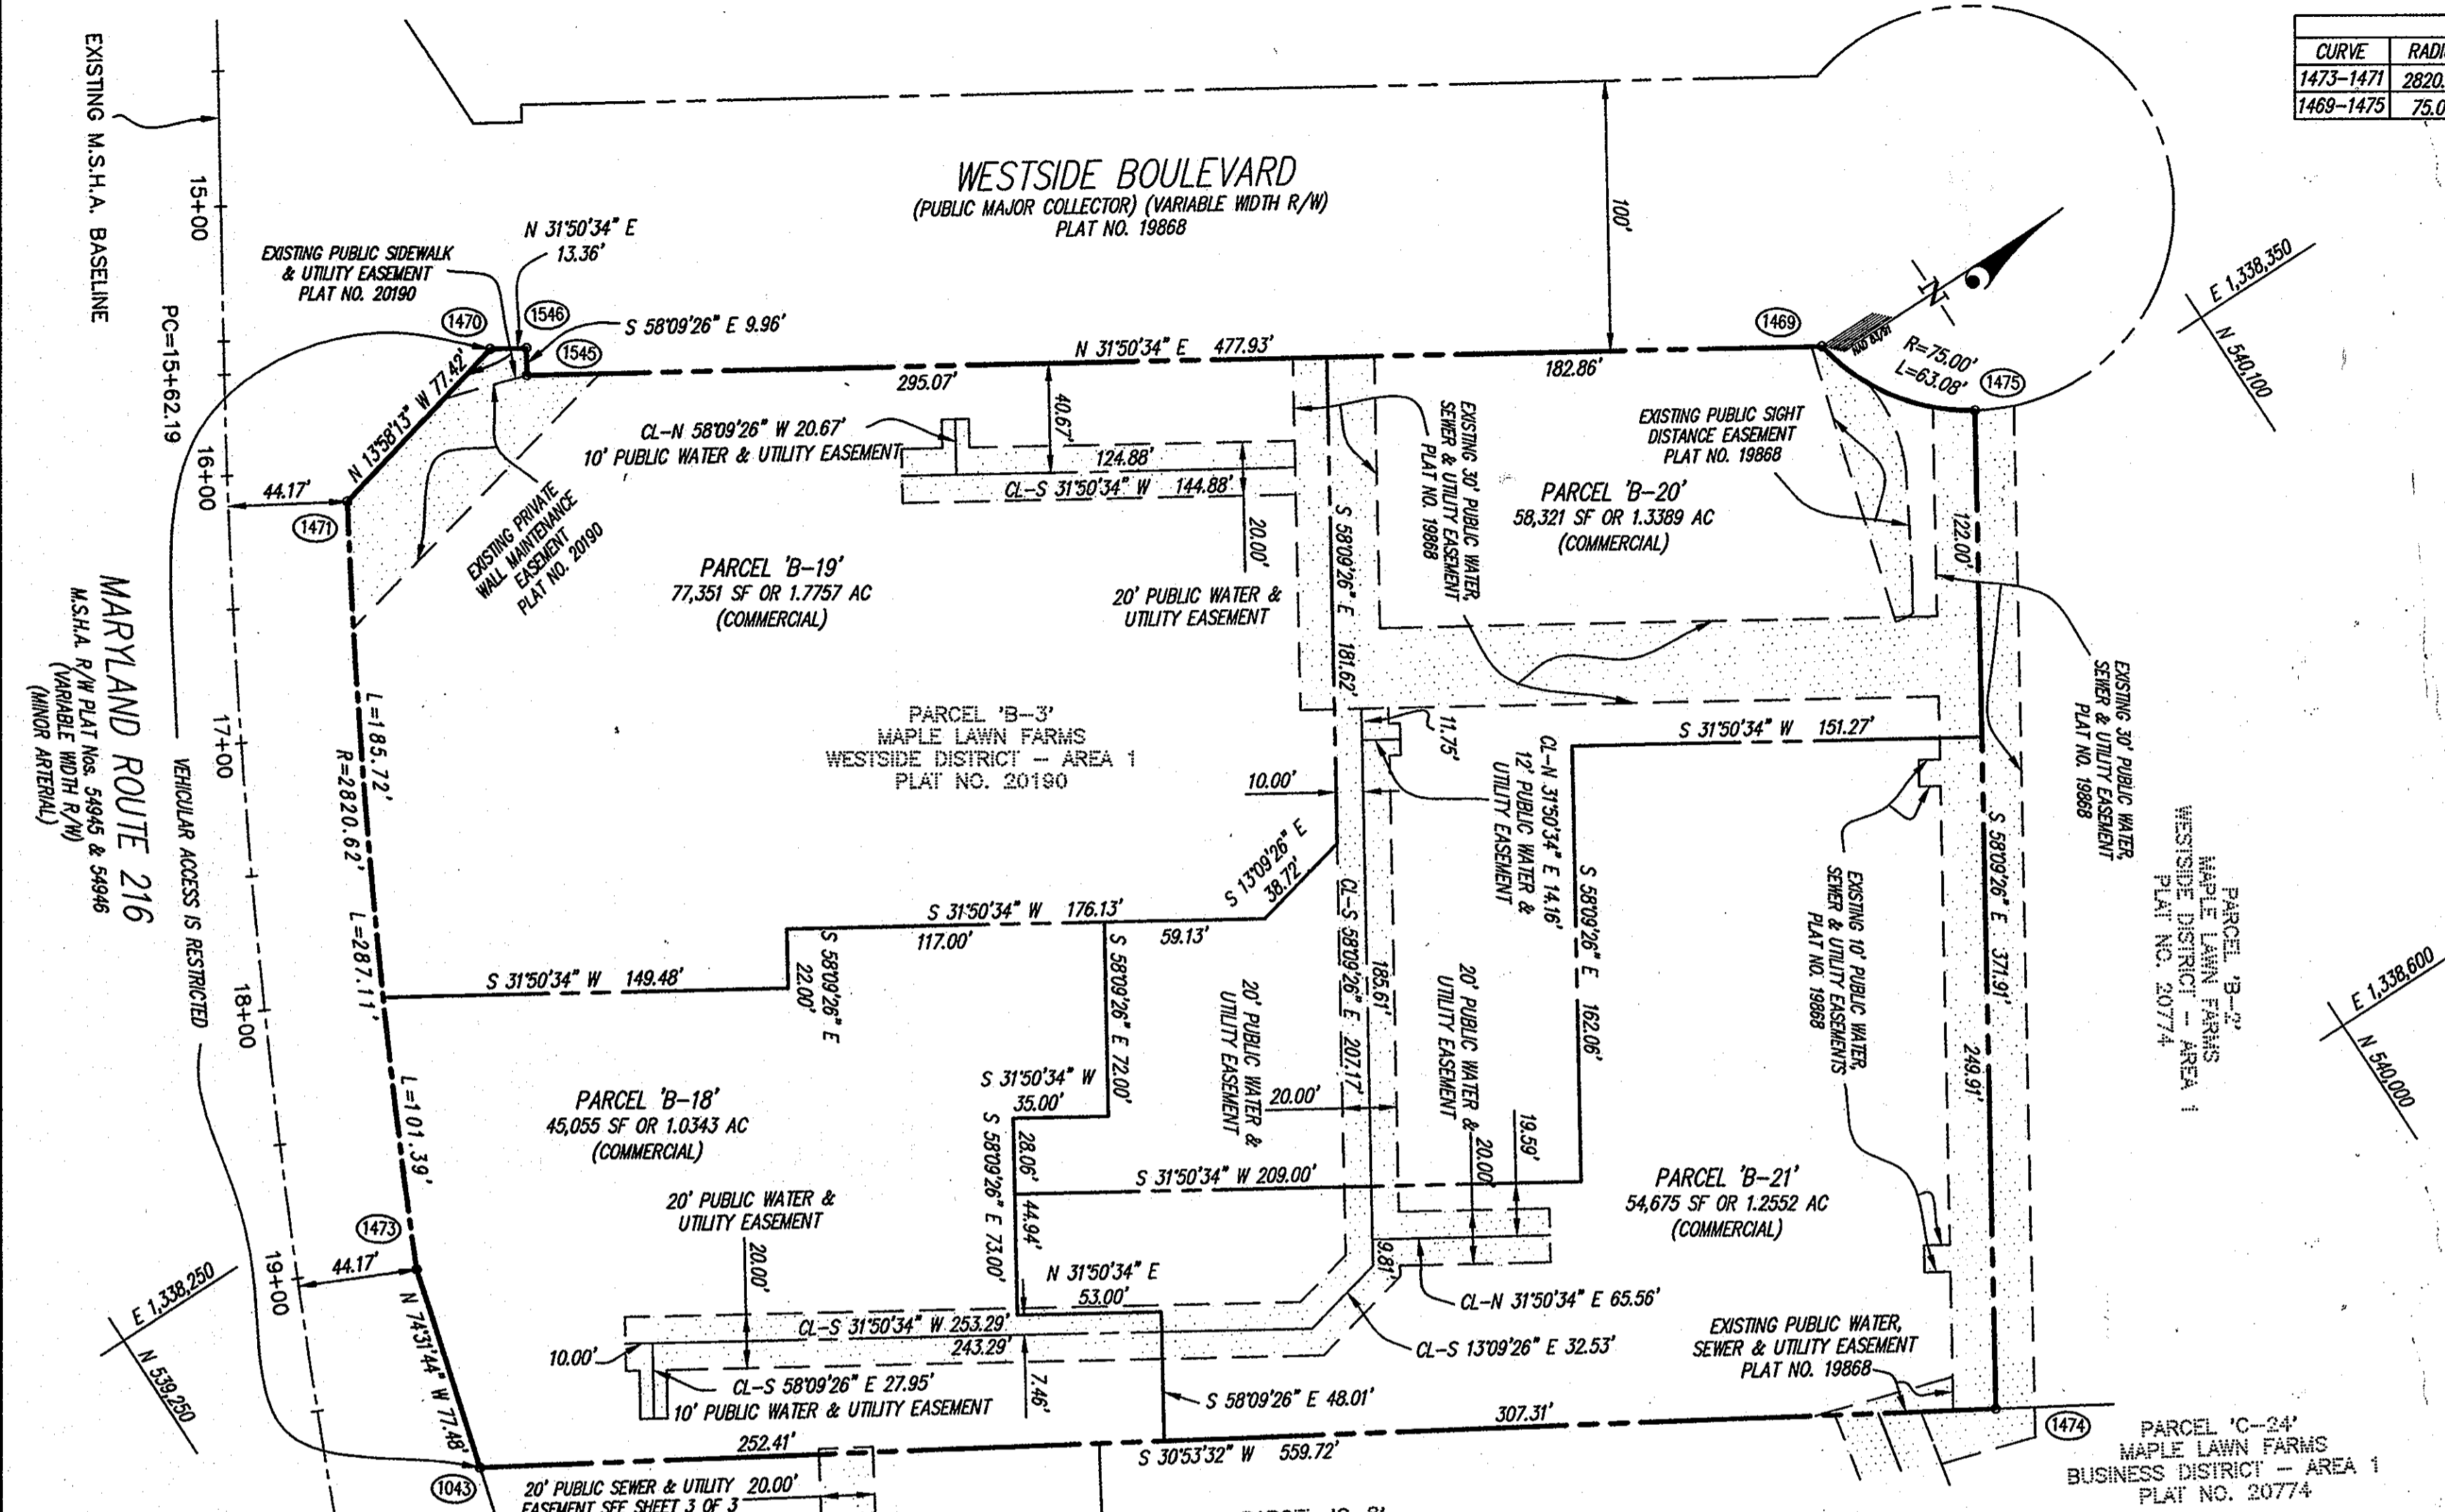 EXISTING M.S.H.A. BASELINE
15+00
PC=15+62.19
16+00
17+00
18+00
19+00
MARYLAND ROUTE 216
M.S.H.A. R/W PLAT Nos. 54945 & 54946
(VARIABLE WIDTH R/W)
(MINOR ARTERIAL)
VEHICULAR ACCESS IS RESTRICTED
WESTSIDE BOULEVARD
(PUBLIC MAJOR COLLECTOR) (VARIABLE WIDTH R/W)
PLAT NO. 19868
100'
CURVE
1473-1471 2820.
1469-1475 75.0
N 31°50'34" E
13.36'
EXISTING PUBLIC SIDEWALK
& UTILITY EASEMENT
PLAT NO. 20190
1470
1546
S 58°09'26" E 9.96'
1545
N 13°58'13" W 77.42'
44.17'
1471
N 31°50'34" E 477.93'
295.07'
182.86'
1469
N
NAD 83/91
R=75.00'
L=63.08'
1475
E 1,338,350
N 540,100
EXISTING PRIVATE
WALL MAINTENANCE
EASEMENT
PLAT NO. 20190
CL-N 58°09'26" W 20.67'
10' PUBLIC WATER & UTILITY EASEMENT
40.67'
124.88'
CL-S 31°50'34" W 144.88'
20.00'
20' PUBLIC WATER &
UTILITY EASEMENT
EXISTING 30' PUBLIC WATER,
SEWER & UTILITY EASEMENT
PLAT NO. 19868
EXISTING PUBLIC SIGHT
DISTANCE EASEMENT
PLAT NO. 19868
PARCEL 'B-20'
58,321 SF OR 1.3389 AC
(COMMERCIAL)
122.00'
PARCEL 'B-19'
77,351 SF OR 1.7757 AC
(COMMERCIAL)
S 58°09'26" E 181.62'
EXISTING 30' PUBLIC WATER,
SEWER & UTILITY EASEMENT
PLAT NO. 19868
PARCEL 'B-3'
MAPLE LAWN FARMS
WESTSIDE DISTRICT - AREA 1
PLAT NO. 20190
11.75'
10.00'
CL-N 31°50'34" E 14.16'
12' PUBLIC WATER &
UTILITY EASEMENT
S 31°50'34" W 151.27'
S 58°09'26" E 371.91'
PARCEL 'B-2'
MAPLE LAWN FARMS
WESTSIDE DISTRICT - AREA 1
PLAT NO. 20774
L=185.72'
R=2820.62' L=287.11'
S 13°09'26" E
38.72'
S 31°50'34" W 176.13'
117.00'
59.13'
S 58°09'26" E
22.00'
S 31°50'34" W 149.48'
S 58°09'26" E 72.00'
CL-S 58°09'26" E 207.17'
185.61'
S 58°09'26" E 162.06'
EXISTING 10' PUBLIC WATER,
SEWER & UTILITY EASEMENTS
PLAT NO. 19868
E 1,338,600
N 540,000
249.91'
20' PUBLIC WATER &
UTILITY EASEMENT
20.00'
20' PUBLIC WATER &
UTILITY EASEMENT
20.00'
19.59'
L=101.39'
PARCEL 'B-18'
45,055 SF OR 1.0343 AC
(COMMERCIAL)
S 31°50'34" W
35.00'
28.06'
S 58°09'26" E 73.00'
44.94'
S 31°50'34" W 209.00'
PARCEL 'B-21'
54,675 SF OR 1.2552 AC
(COMMERCIAL)
20' PUBLIC WATER &
UTILITY EASEMENT
20.00'
1473
44.17'
E 1,338,250
N 539,250
N 74°31'44" W 77.48'
N 31°50'34" E
53.00'
9.81'
CL-N 31°50'34" E 65.56'
CL-S 31°50'34" W 253.29'
243.29'
CL-S 13°09'26" E 32.53'
10.00'
CL-S 58°09'26" E 27.95'
10' PUBLIC WATER & UTILITY EASEMENT
7.46'
S 58°09'26" E 48.01'
EXISTING PUBLIC WATER,
SEWER & UTILITY EASEMENT
PLAT NO. 19868
252.41'
307.31'
S 30°53'32" W 559.72'
1043
1474
20' PUBLIC SEWER & UTILITY 20.00'
EASEMENT SEE SHEET 3 OF 3
PARCEL 'C-24'
MAPLE LAWN FARMS
BUSINESS DISTRICT - AREA 1
PLAT NO. 20774